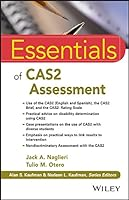 Essentials
of CAS2
Assessment
• Use of the CAS2 (English and Spanish), the CAS2
Brief, and the CAS2: Rating Scale
• Practical advice on disability determination
using CAS2
• Case presentations on the use of CAS2 with
diverse students
• Emphasis on practical ways to link results to
intervention
• Nondiscriminatory Assessment with the CAS2
Jack A. Naglieri
Tulio M. Otero
Alan S. Kaufman & Nadeen L. Kaufman, Series Editors
WILEY